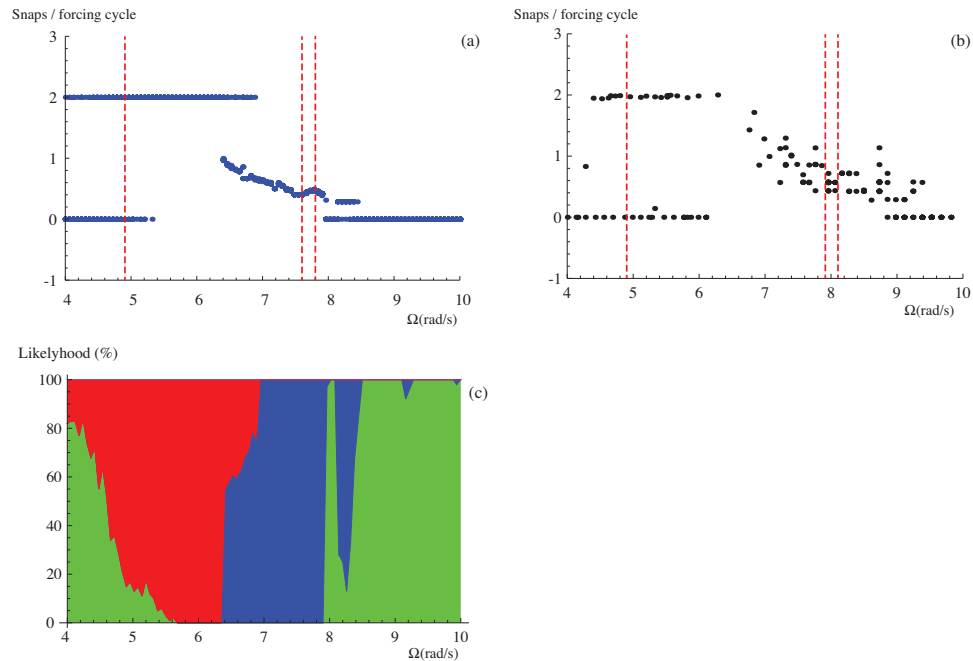 Snaps / forcing cycle
(a)
3
2
1
0
-1
4 5 6 7 8 9 10
Ω(rad/s)
Snaps / forcing cycle
(b)
3
2
1
0
-1
4 5 6 7 8 9 10
Ω(rad/s)
Likelyhood (%)
(c)
100
80
60
40
20
0
4 5 6 7 8 9 10
Ω(rad/s)